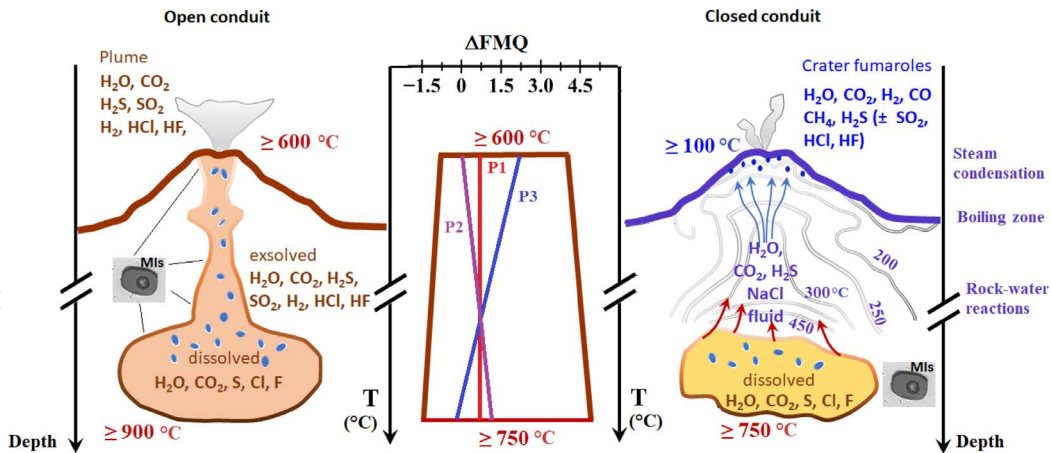 Open conduit
Plume
H₂O, CO₂
H₂S, SO₂
H₂, HCl, HF,
≥ 600 °C
MIs
exsolved
H₂O, CO₂, H₂S,
SO₂, H₂, HCl, HF
dissolved
H₂O, CO₂, S, Cl, F
≥ 900 °C
Depth
ΔFMQ
−1.5 0 1.5 3.0 4.5
≥ 600 °C
P1
P2
P3
≥ 750 °C
T
(°C)
T
(°C)
Closed conduit
Crater fumaroles
H₂O, CO₂, H₂, CO
CH₄, H₂S (± SO₂,
HCl, HF)
≥ 100 °C
Steam
condensation
Boiling zone
200
H₂O,
CO₂, H₂S
NaCl
fluid
300°C
250
450
Rock-water
reactions
MIs
dissolved
H₂O, CO₂, S, Cl, F
≥ 750 °C
Depth